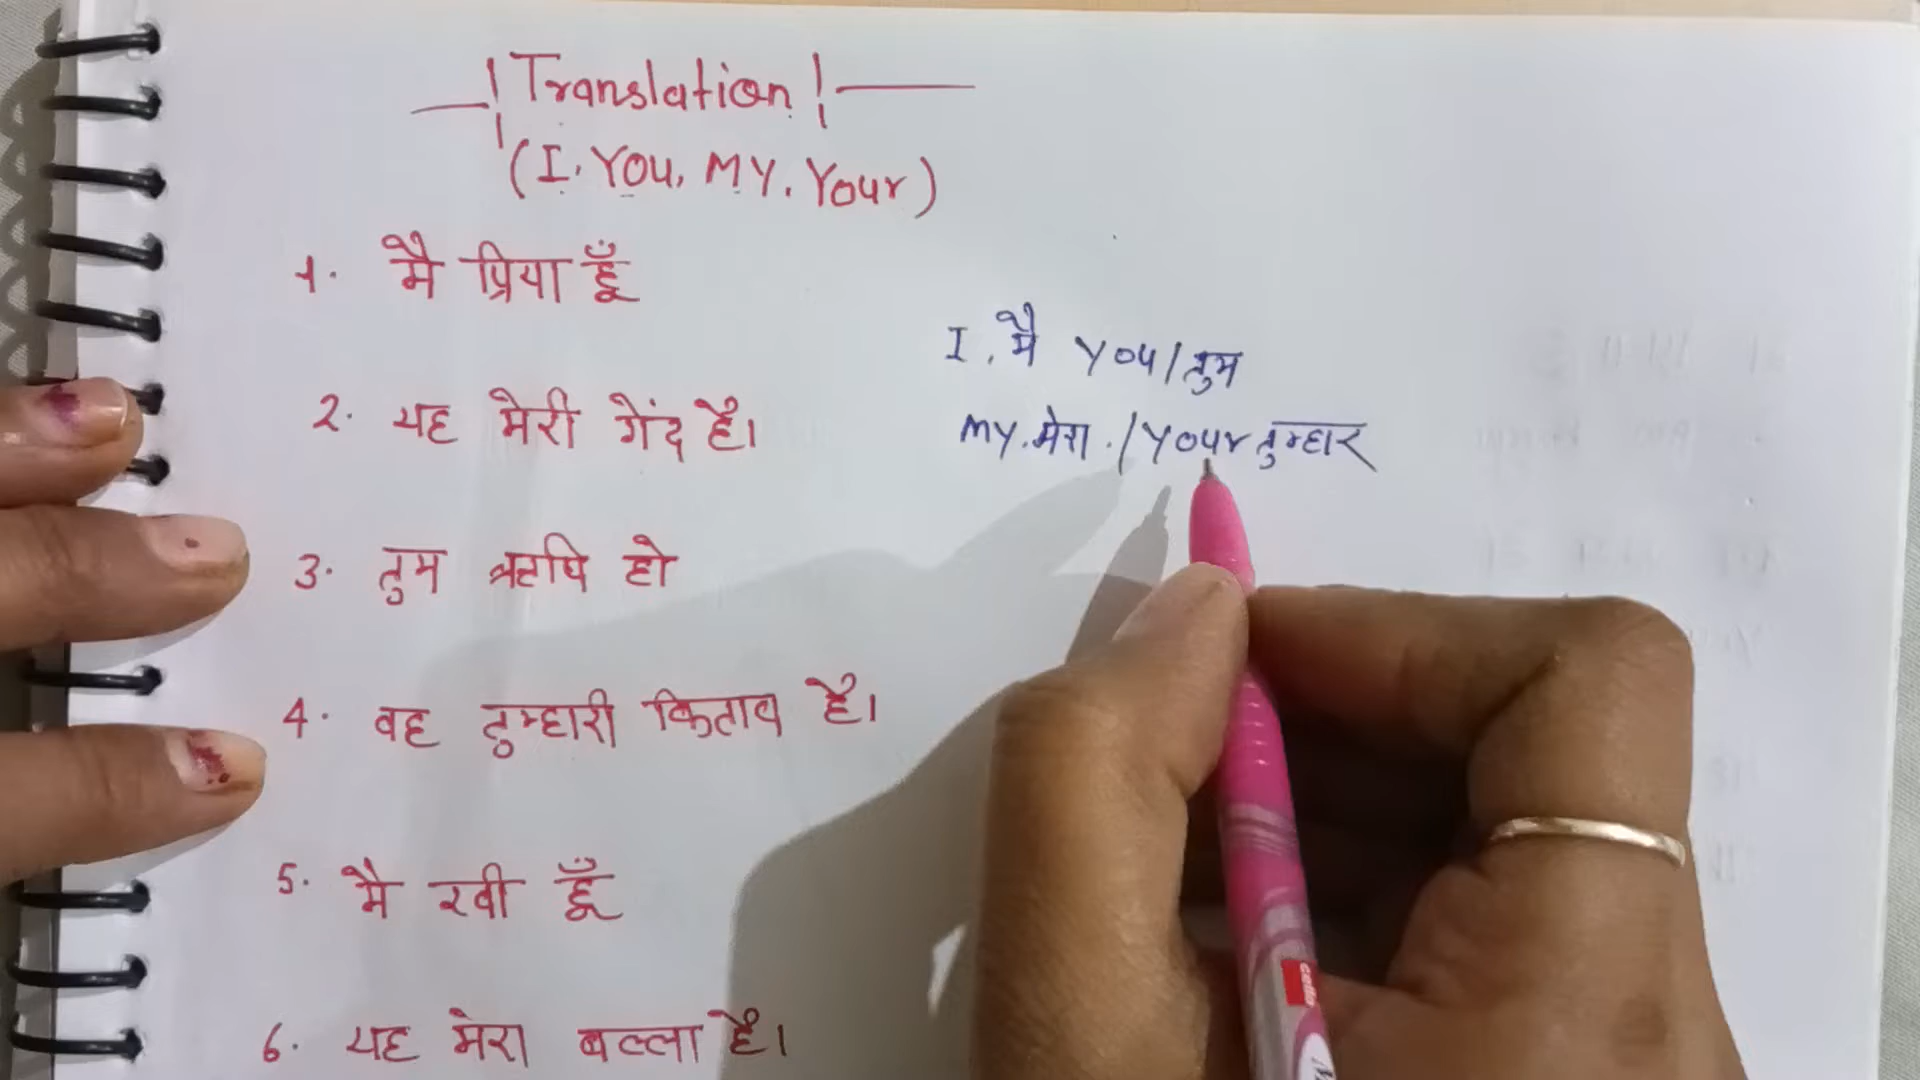 Translation
(I, You, My, Your)
1. मै प्रिया हूँ
2. यह मेरी गेंद है।
3. तुम ऋषि हो
4. वह तुम्हारी किताव है।
5. मै रवी हूँ
6. यह मेरा बल्ला है।
I. मै You/तुम
My. मेरा. / Your तुम्हार
cello